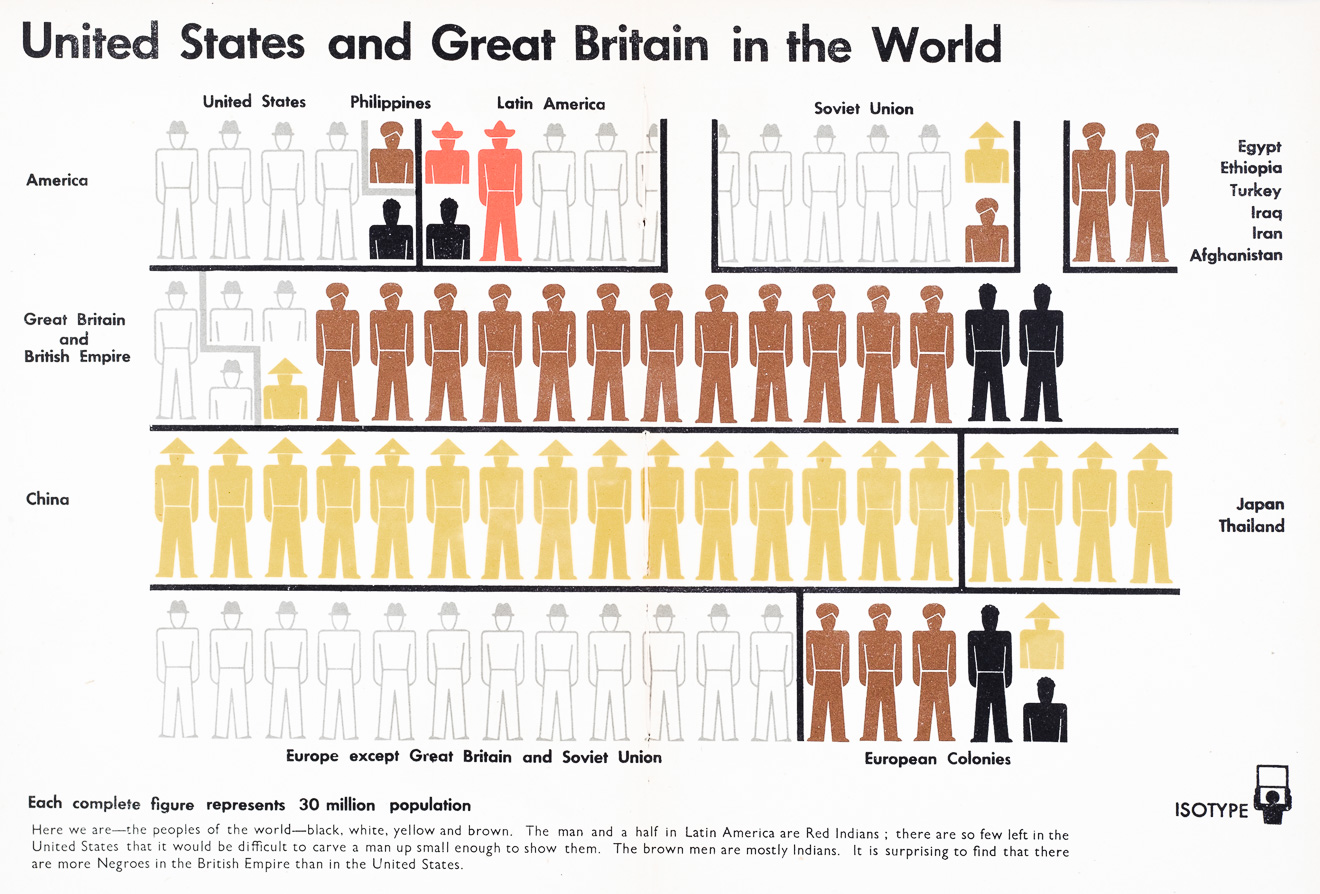 United States and Great Britain in the World
United States
Philippines
Latin America
Soviet Union
America
Egypt
Ethiopia
Turkey
Iraq
Iran
Afghanistan
Great Britain
and
British Empire
China
Japan
Thailand
Europe except Great Britain and Soviet Union
European Colonies
Each complete figure represents 30 million population
ISOTYPE
Here we are—the peoples of the world—black, white, yellow and brown. The man and a half in Latin America are Red Indians ; there are so few left in the
United States that it would be difficult to carve a man up small enough to show them. The brown men are mostly Indians. It is surprising to find that there
are more Negroes in the British Empire than in the United States.